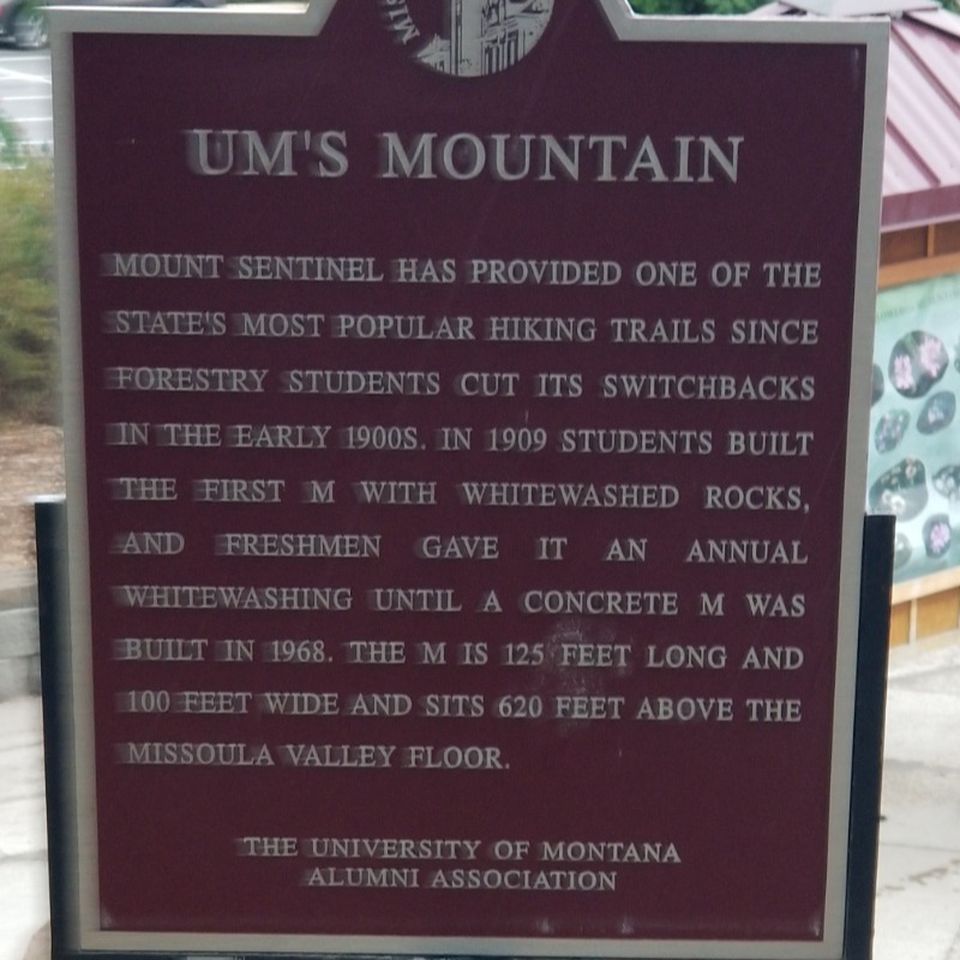 UM'S MOUNTAIN
MOUNT SENTINEL HAS PROVIDED ONE OF THE
STATE'S MOST POPULAR HIKING TRAILS SINCE
FORESTRY STUDENTS CUT ITS SWITCHBACKS
IN THE EARLY 1900S. IN 1909 STUDENTS BUILT
THE FIRST M WITH WHITEWASHED ROCKS,
AND FRESHMEN GAVE IT AN ANNUAL
WHITEWASHING UNTIL A CONCRETE M WAS
BUILT IN 1968. THE M IS 125 FEET LONG AND
100 FEET WIDE AND SITS 620 FEET ABOVE THE
MISSOULA VALLEY FLOOR.
THE UNIVERSITY OF MONTANA
ALUMNI ASSOCIATION